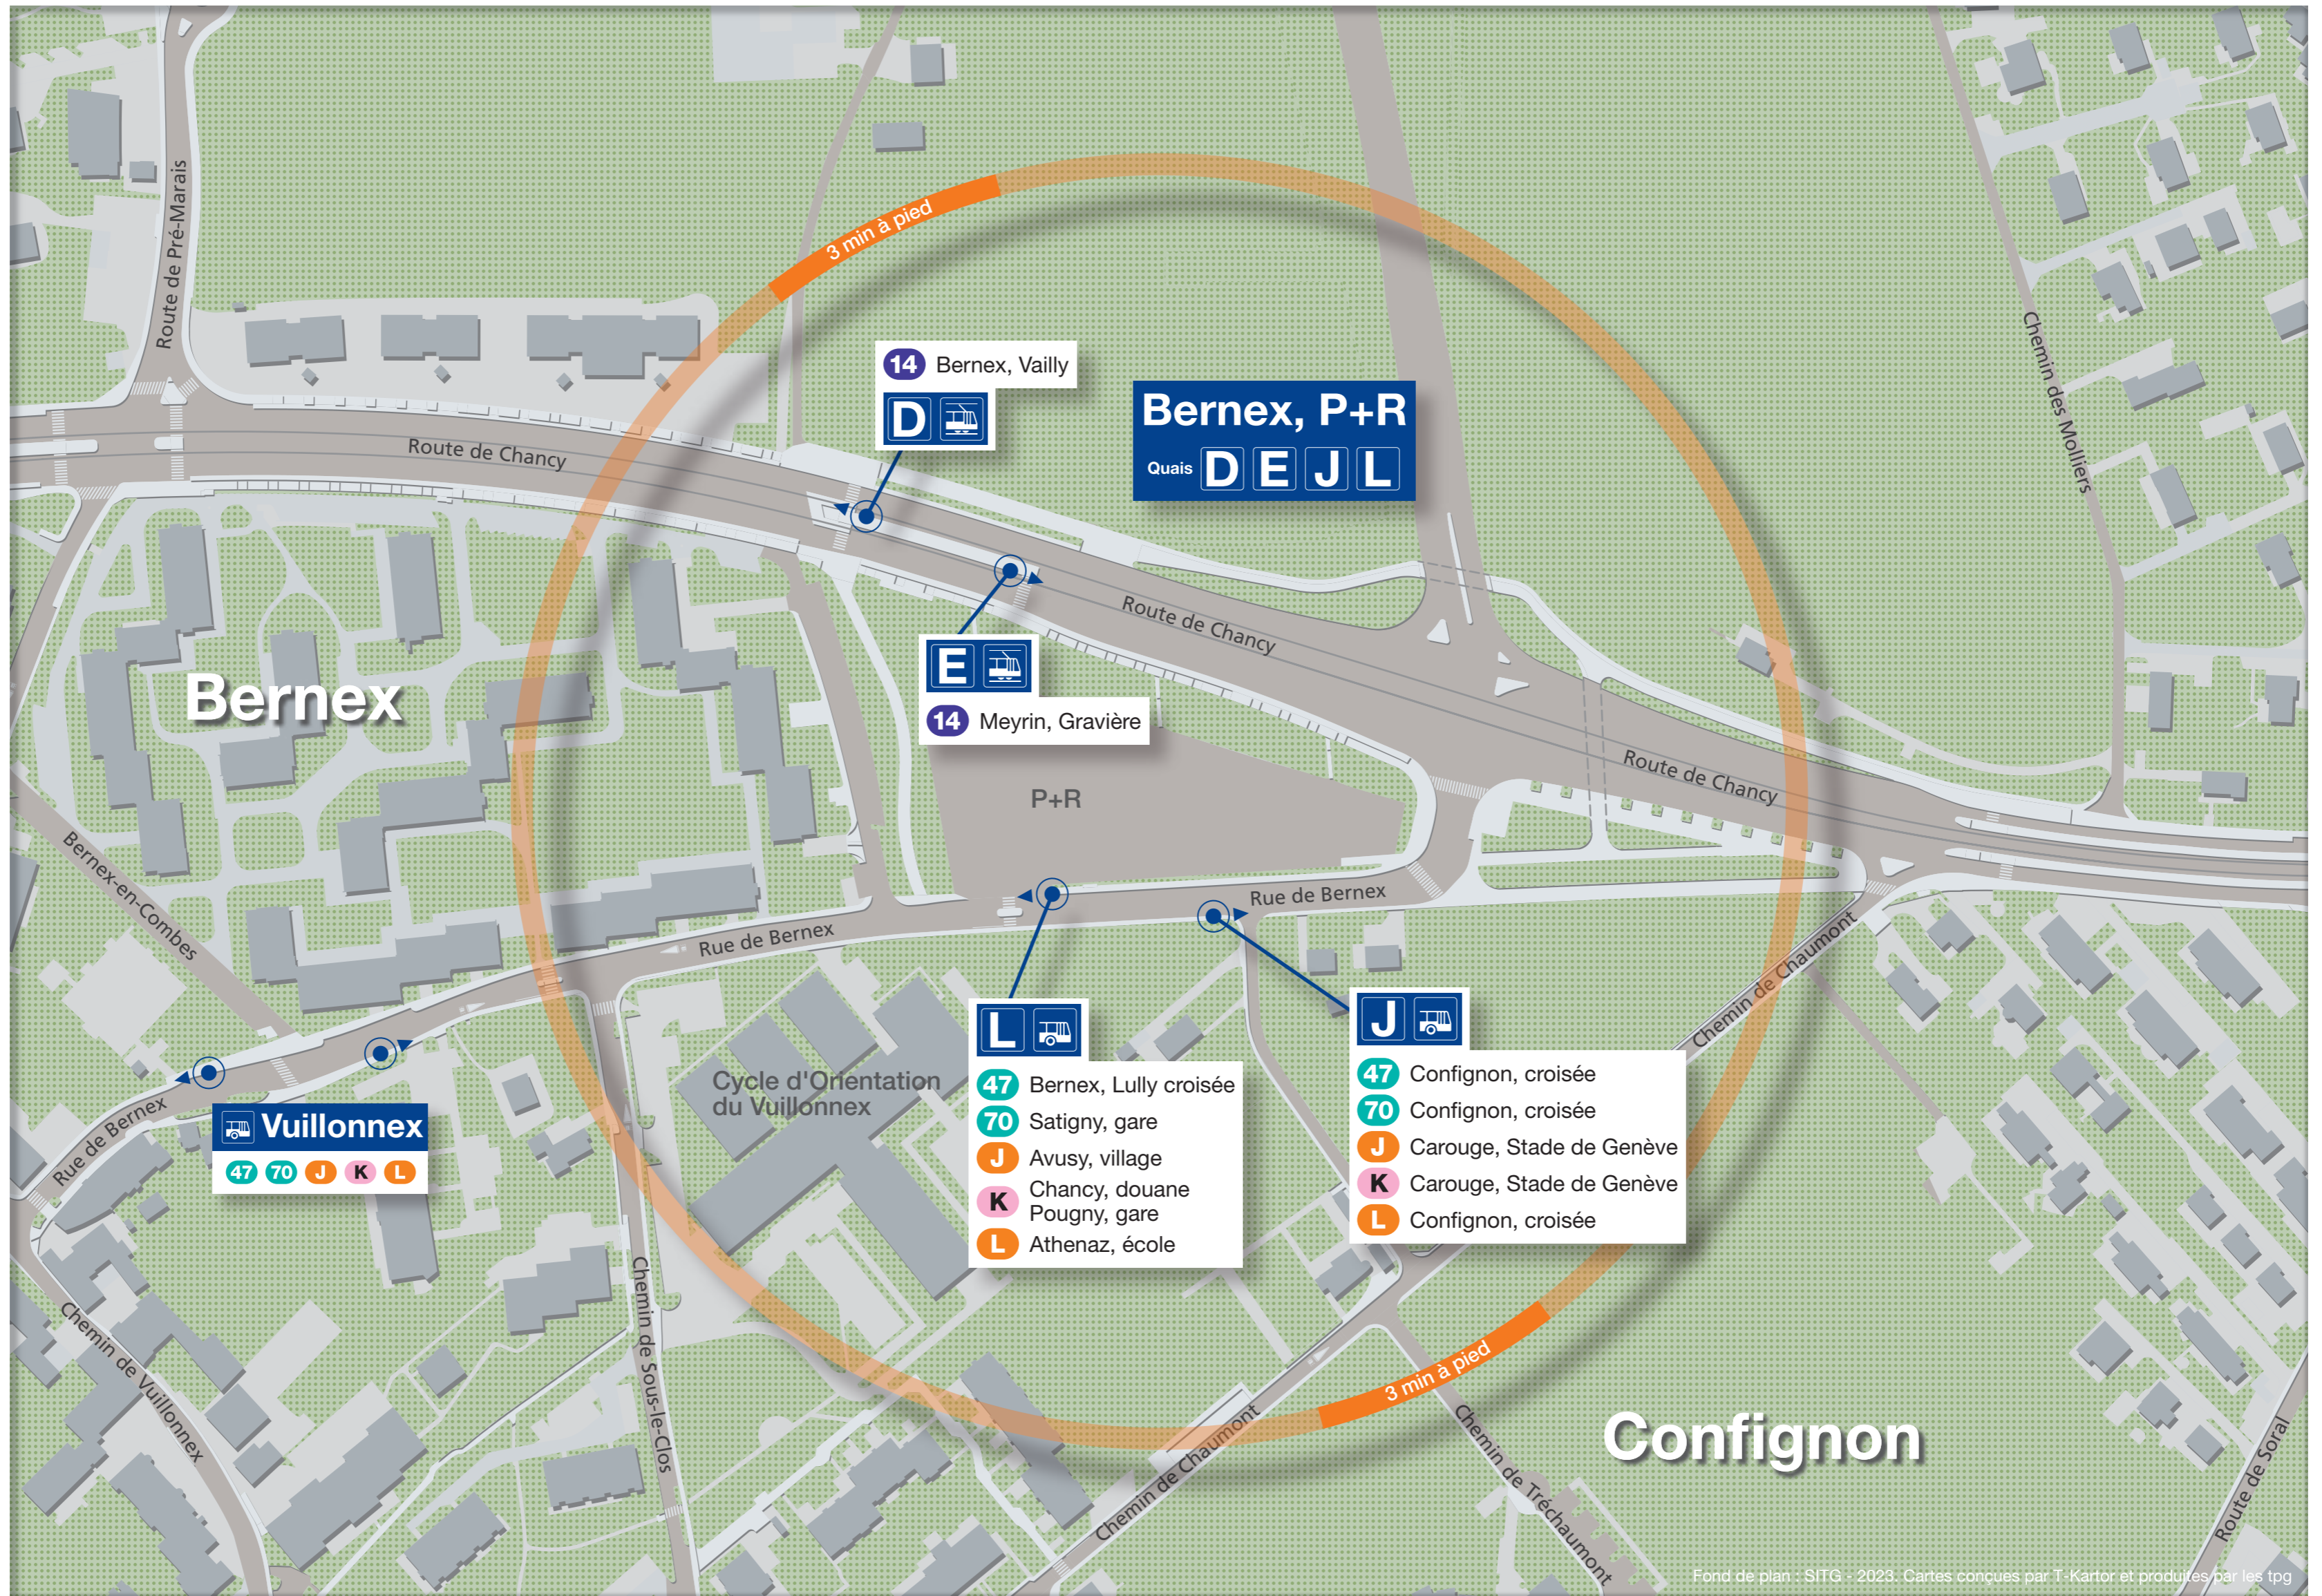 3 min à pied
Route de Pré-Marais
Chemin des Molliers
14 Bernex, Vailly
D
Bernex, P+R
Quais D E J L
Route de Chancy
Route de Chancy
E
14 Meyrin, Gravière
Bernex
Route de Chancy
P+R
Bernex-en-Combes
Rue de Bernex
Rue de Bernex
Chemin de Chaumont
L
47 Bernex, Lully croisée
70 Satigny, gare
J Avusy, village
K Chancy, douane
Pougny, gare
L Athenaz, école
J
47 Confignon, croisée
70 Confignon, croisée
J Carouge, Stade de Genève
K Carouge, Stade de Genève
L Confignon, croisée
Cycle d'Orientation
du Vuillonnex
Rue de Bernex
Vuillonnex
47 70 J K L
Chemin de Vuillonnex
Chemin de Sous-le-Clos
3 min à pied
Chemin de Chaumont
Chemin de Tréchaumont
Confignon
Route de Soral
Fond de plan : SITG - 2023. Cartes conçues par T-Kartor et produites par les tpg